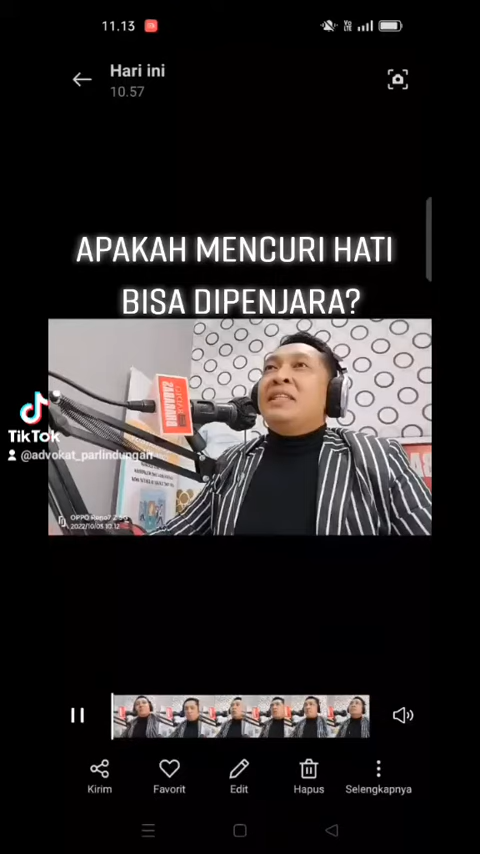 11.13
Hari ini
10.57
APAKAH MENCURI HATI
BISA DIPENJARA?
TikTok
@advokat_parlindungan
2022/10/05 10:12
Kirim
Favorit
Edit
Hapus
Selengkapnya